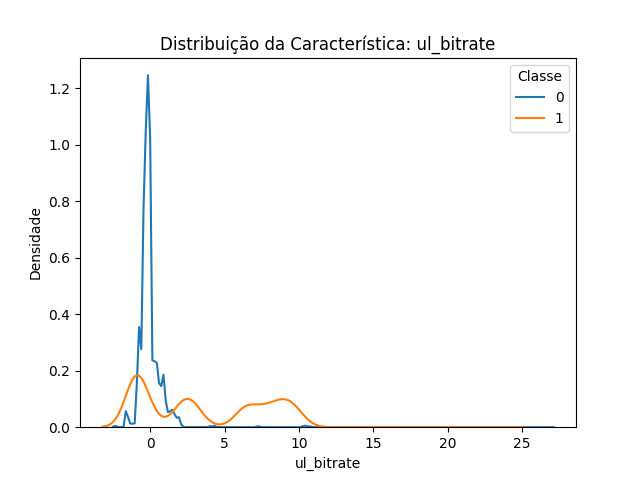 Distribuição da Característica: ul_bitrate
Classe
0
1
Densidade
1.2
1.0
0.8
0.6
0.4
0.2
0.0
0 5 10 15 20 25
ul_bitrate